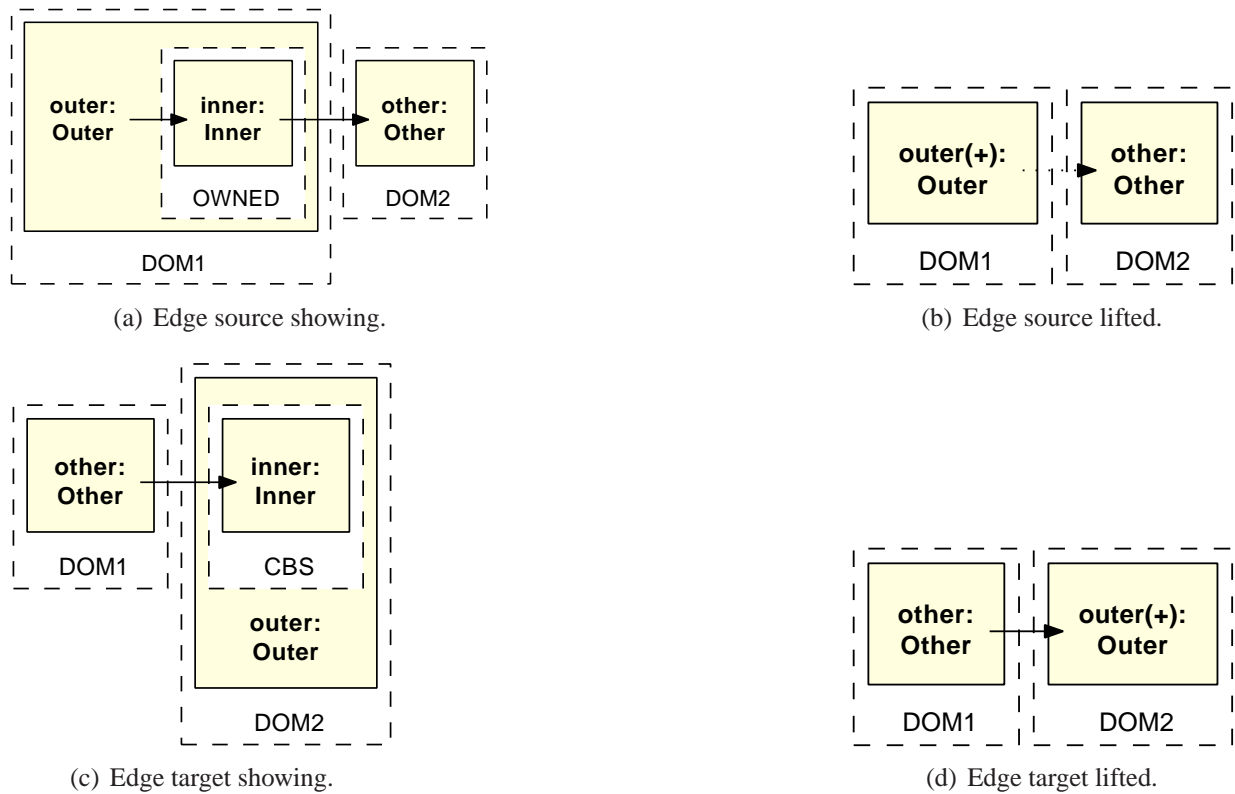 outer:
Outer
inner:
Inner
OWNED
DOM1
other:
Other
DOM2
(a) Edge source showing.
outer(+):
Outer
DOM1
other:
Other
DOM2
(b) Edge source lifted.
other:
Other
DOM1
inner:
Inner
CBS
outer:
Outer
DOM2
(c) Edge target showing.
other:
Other
DOM1
outer(+):
Outer
DOM2
(d) Edge target lifted.